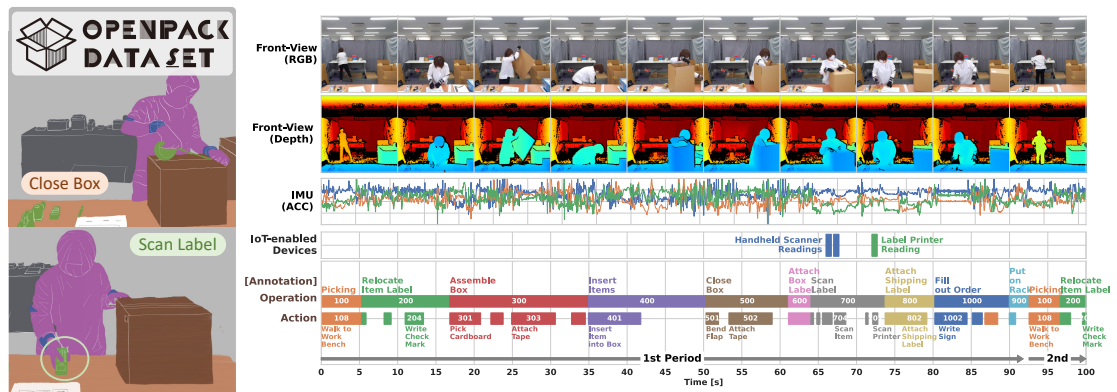 OPENPACK
DATASET
Close Box
Scan Label
Front-View
(RGB)
Front-View
(Depth)
IMU
(ACC)
IoT-enabled
Devices
Handheld Scanner
Readings
Label Printer
Reading
[Annotation]
Operation
Picking
Relocate
Item Label
Assemble
Box
Insert
Items
Close
Box
Attach
Box
Label
Scan
Label
Attach
Shipping
Label
Fill
out Order
Put
on
Rack
Picking
Relocate
Item Label
100
200
300
400
500
600
700
800
1000
900
100
200
Action
108
204
301
303
401
501
502
704
802
1002
108
Walk to
Work
Bench
Write
Check
Mark
Pick
Cardboard
Attach
Tape
Insert
Item
into Box
Bend
Flap
Attach
Tape
Scan
Item
Scan
Printer
Attach
Shipping
Label
Write
Sign
Walk to
Work
Bench
Write
Check
Mark
1st Period
2nd
0 5 10 15 20 25 30 35 40 45 50 55 60 65 70 75 80 85 90 95 100
Time [s]